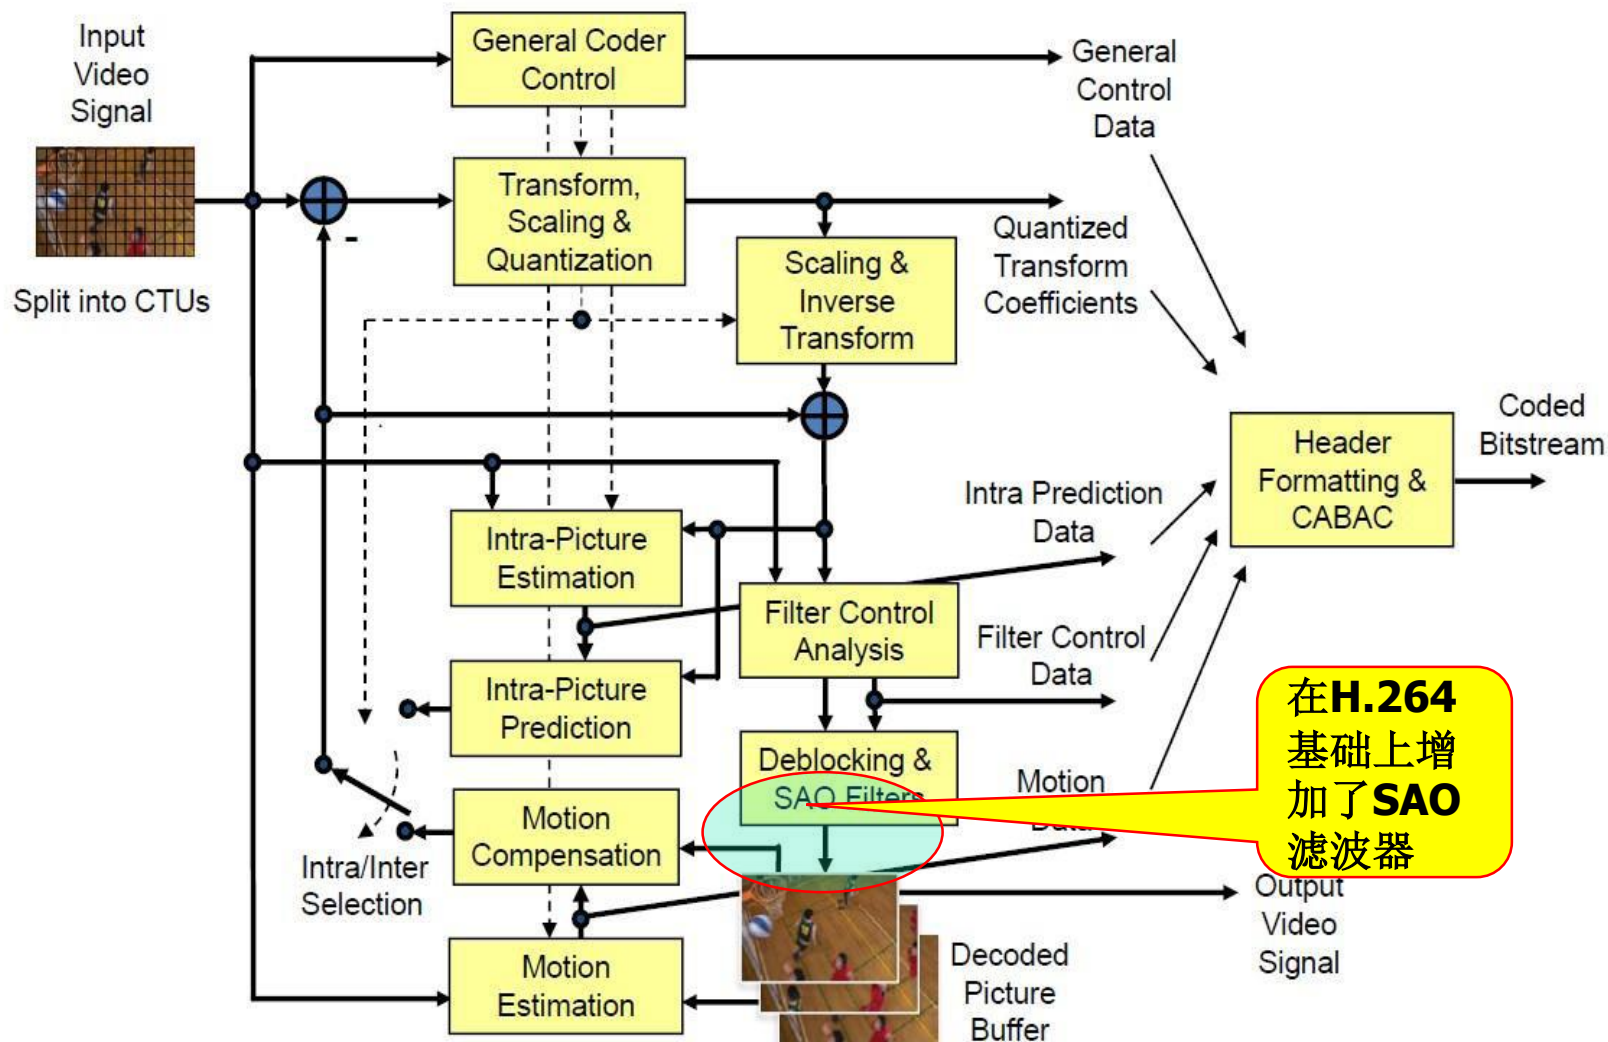 Input
Video
Signal
Split into CTUs
General Coder
Control
General
Control
Data
Transform,
Scaling &
Quantization
-
Quantized
Transform
Coefficients
Scaling &
Inverse
Transform
Header
Formatting &
CABAC
Coded
Bitstream
Intra-Picture
Estimation
Intra Prediction
Data
Filter Control
Analysis
Filter Control
Data
Intra-Picture
Prediction
Deblocking &
SAO Filters
Motion
Data
在H.264
基础上增
加了SAO
滤波器
Motion
Compensation
Intra/Inter
Selection
Output
Video
Signal
Motion
Estimation
Decoded
Picture
Buffer